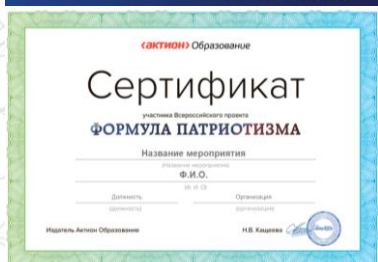 ‹актион› Образование
Сертификат
участника Всероссийского проекта
ФОРМУЛА ПАТРИОТИЗМА
Название мероприятия
(Название мероприятия)
Ф.И.О.
(Ф. И. О)
Должность Организация
(должность) (организация)
Издатель Актион Образование Н.В. Кащеева